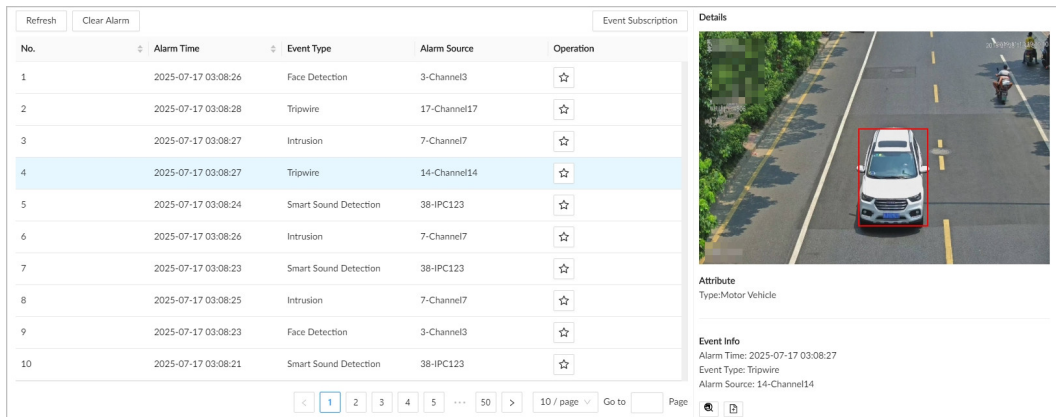 Refresh Clear Alarm Event Subscription
No. Alarm Time Event Type Alarm Source Operation
1 2025-07-17 03:08:26 Face Detection 3-Channel3
2 2025-07-17 03:08:28 Tripwire 17-Channel17
3 2025-07-17 03:08:27 Intrusion 7-Channel7
4 2025-07-17 03:08:27 Tripwire 14-Channel14
5 2025-07-17 03:08:24 Smart Sound Detection 38-IPC123
6 2025-07-17 03:08:26 Intrusion 7-Channel7
7 2025-07-17 03:08:23 Smart Sound Detection 38-IPC123
8 2025-07-17 03:08:25 Intrusion 7-Channel7
9 2025-07-17 03:08:23 Face Detection 3-Channel3
10 2025-07-17 03:08:21 Smart Sound Detection 38-IPC123
< 1 2 3 4 5 ··· 50 > 10 / page Go to Page
Details
Attribute
Type:Motor Vehicle
Event Info
Alarm Time: 2025-07-17 03:08:27
Event Type: Tripwire
Alarm Source: 14-Channel14